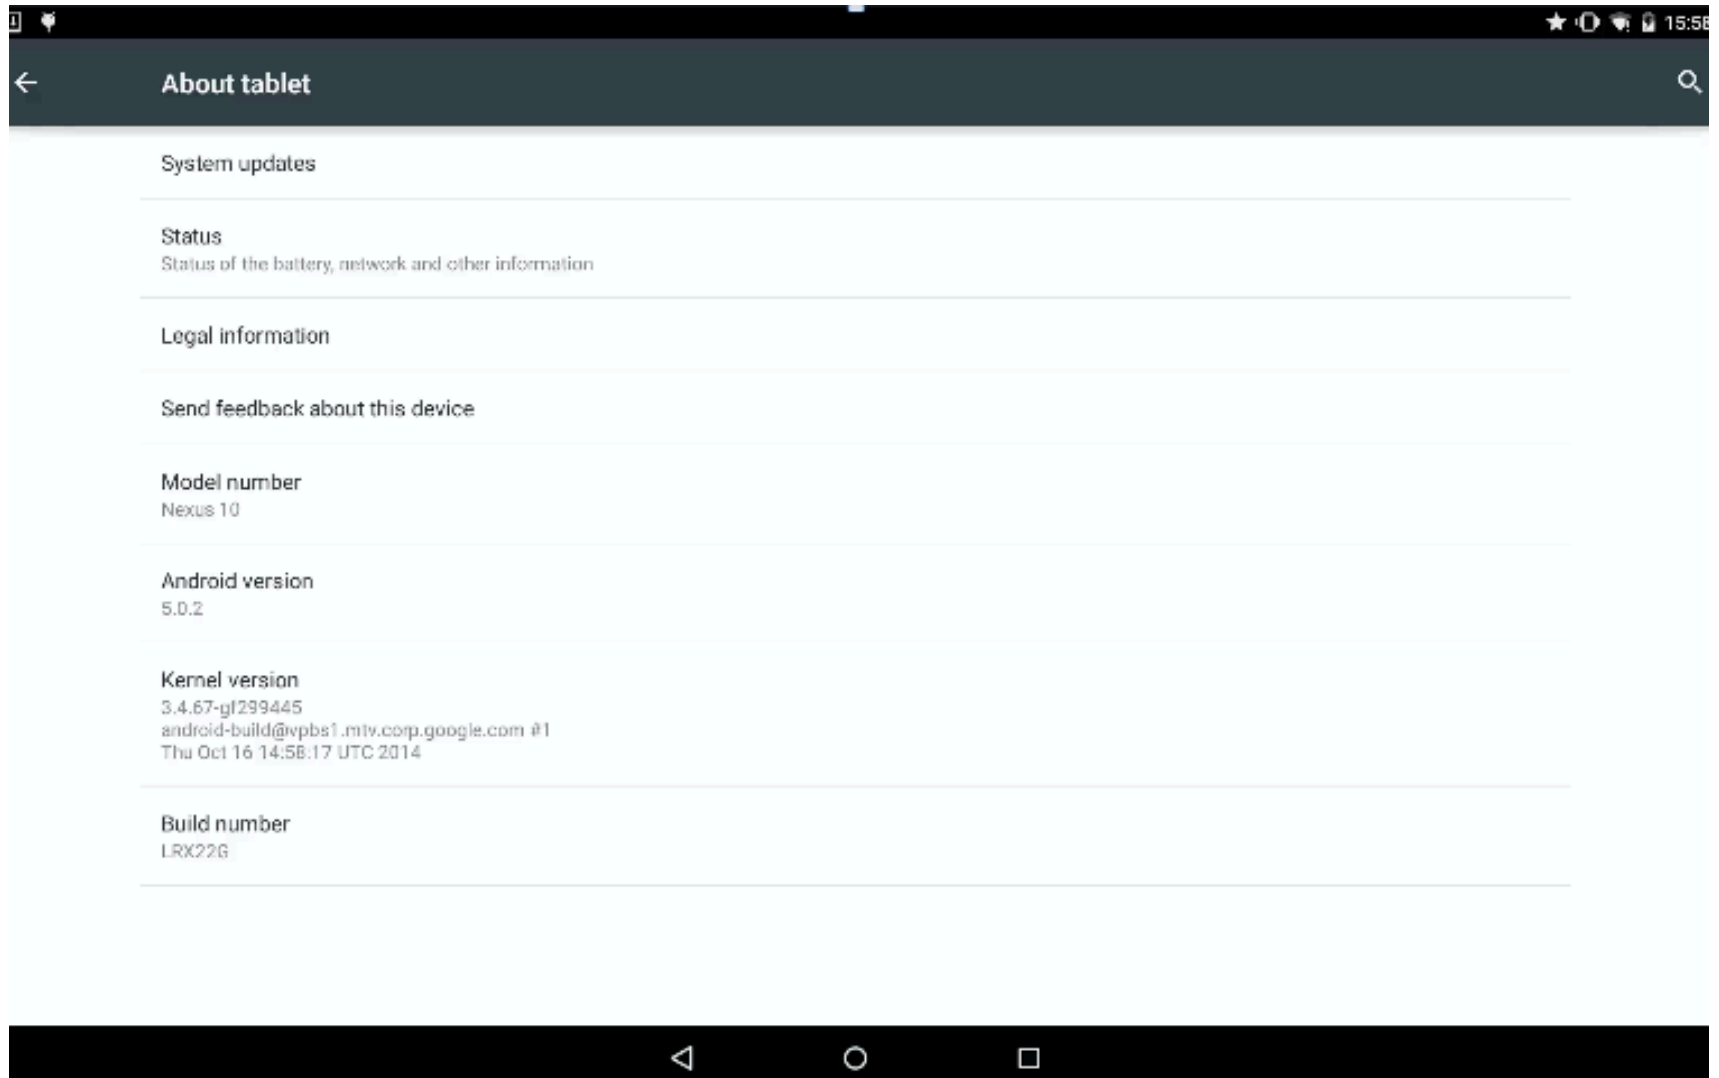 15:58
About tablet
System updates
Status
Status of the battery, network and other information
Legal information
Send feedback about this device
Model number
Nexus 10
Android version
5.0.2
Kernel version
3.4.67-gf299445
android-build@vpbs1.mtv.corp.google.com #1
Thu Oct 16 14:58:17 UTC 2014
Build number
LRX22G